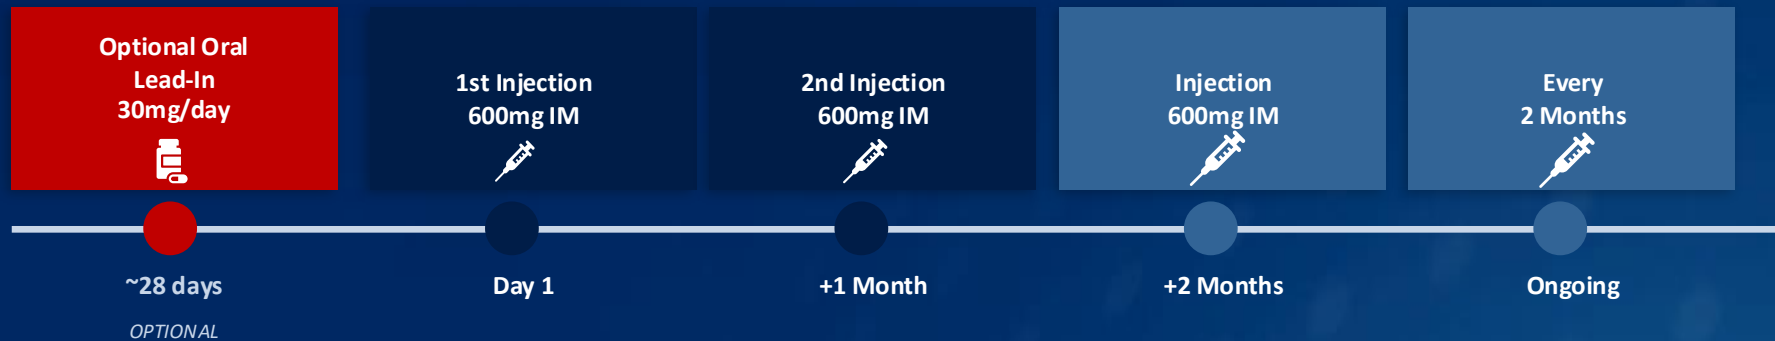 Optional Oral
Lead-In
30mg/day
1st Injection
600mg IM
2nd Injection
600mg IM
Injection
600mg IM
Every
2 Months
~28 days
OPTIONAL
Day 1
+1 Month
+2 Months
Ongoing